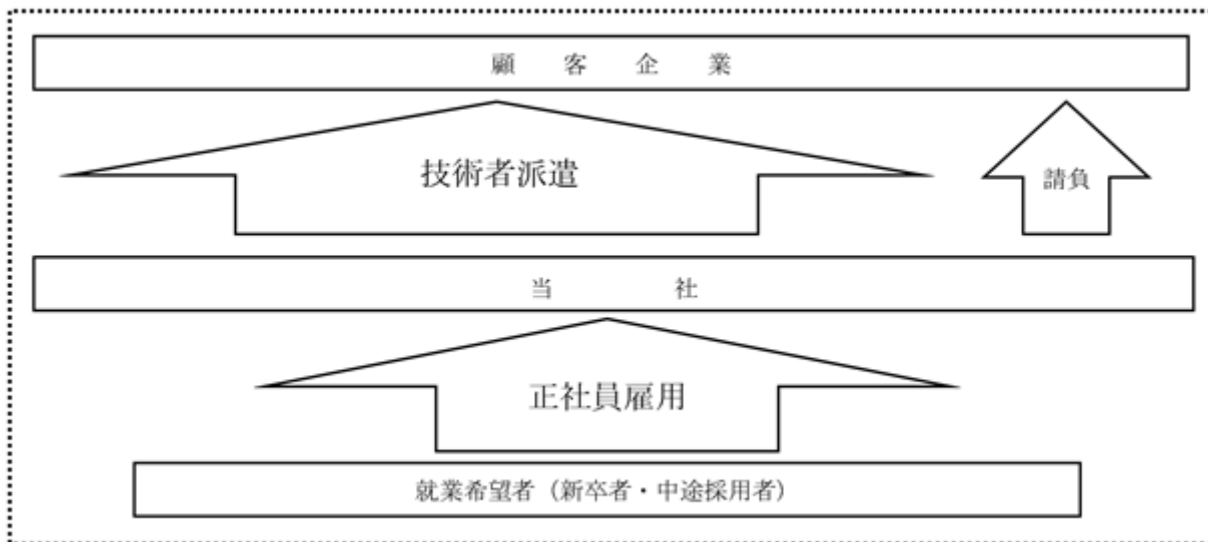 顧客企業
技術者派遣
請負
当社
正社員雇用
就業希望者（新卒者・中途採用者）